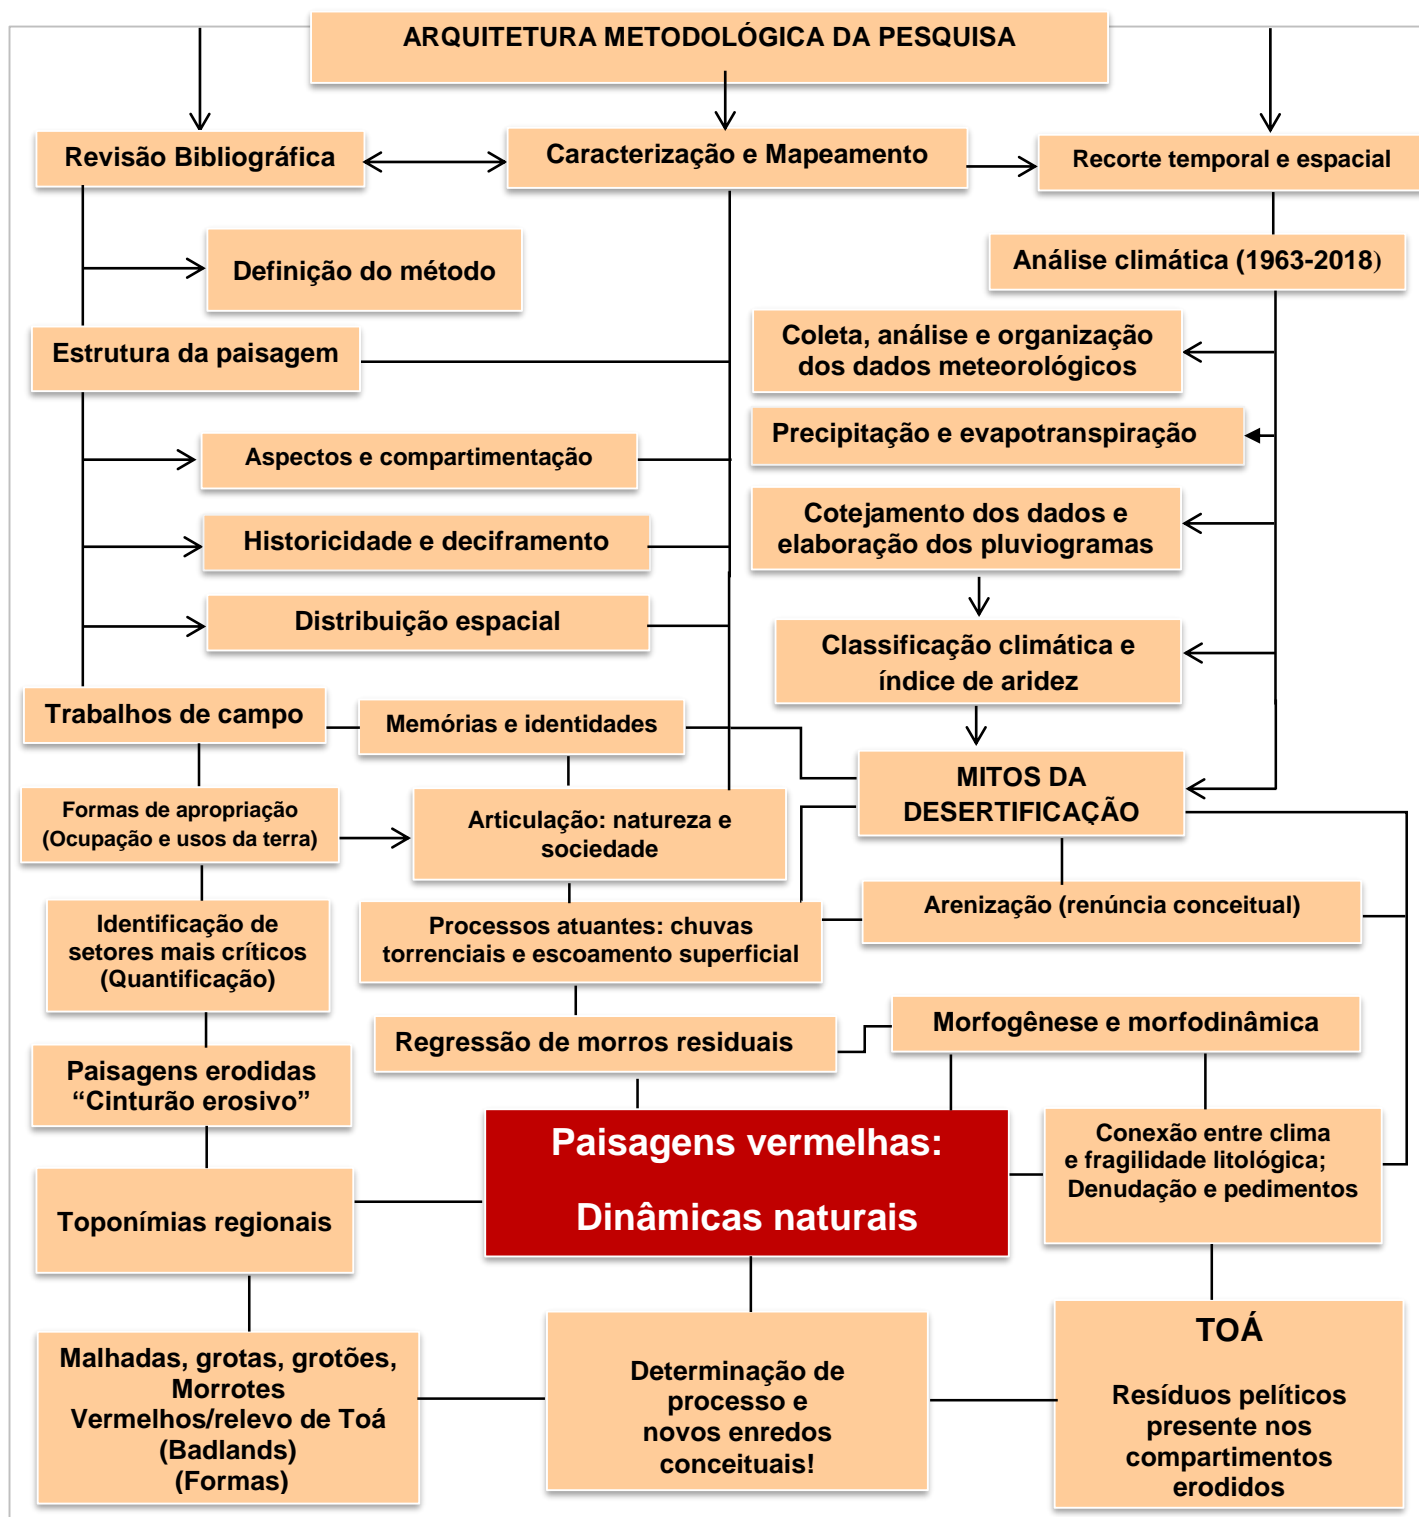 ARQUITETURA METODOLÓGICA DA PESQUISA
Revisão Bibliográfica
Caracterização e Mapeamento
Recorte temporal e espacial
Definição do método
Análise climática (1963-2018)
Estrutura da paisagem
Coleta, análise e organização
dos dados meteorológicos
Precipitação e evapotranspiração
Aspectos e compartimentação
Cotejamento dos dados e
elaboração dos pluviogramas
Historicidade e deciframento
Distribuição espacial
Classificação climática e
índice de aridez
Trabalhos de campo
Memórias e identidades
MITOS DA
DESERTIFICAÇÃO
Formas de apropriação
(Ocupação e usos da terra)
Articulação: natureza e
sociedade
Identificação de
setores mais críticos
(Quantificação)
Processos atuantes: chuvas
torrenciais e escoamento superficial
Arenização (renúncia conceitual)
Regressão de morros residuais
Morfogênese e morfodinâmica
Paisagens erodidas
“Cinturão erosivo”
Paisagens vermelhas:
Dinâmicas naturais
Conexão entre clima
e fragilidade litológica;
Denudação e pedimentos
Toponímias regionais
Malhadas, grotas, grotões,
Morrotes
Vermelhos/relevo de Toá
(Badlands)
(Formas)
Determinação de
processo e
novos enredos
conceituais!
TOÁ
Resíduos pelíticos
presente nos
compartimentos
erodidos